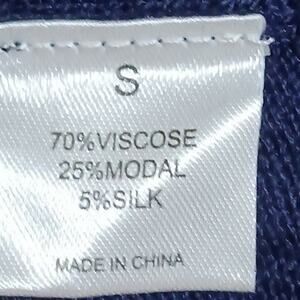 S
70%VISCOSE
25%MODAL
5%SILK
MADE IN CHINA